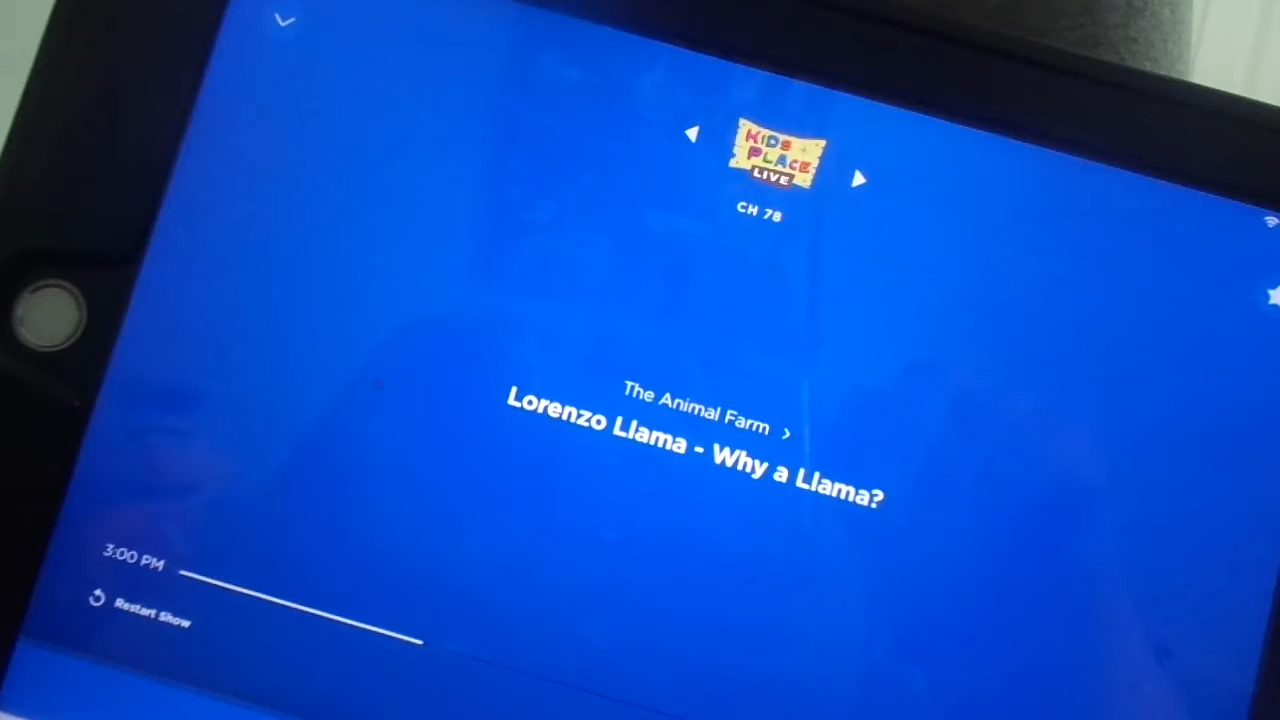 KIDS
PLACE
LIVE
CH 78
The Animal Farm
Lorenzo Llama - Why a Llama?
3:00 PM
Restart Show